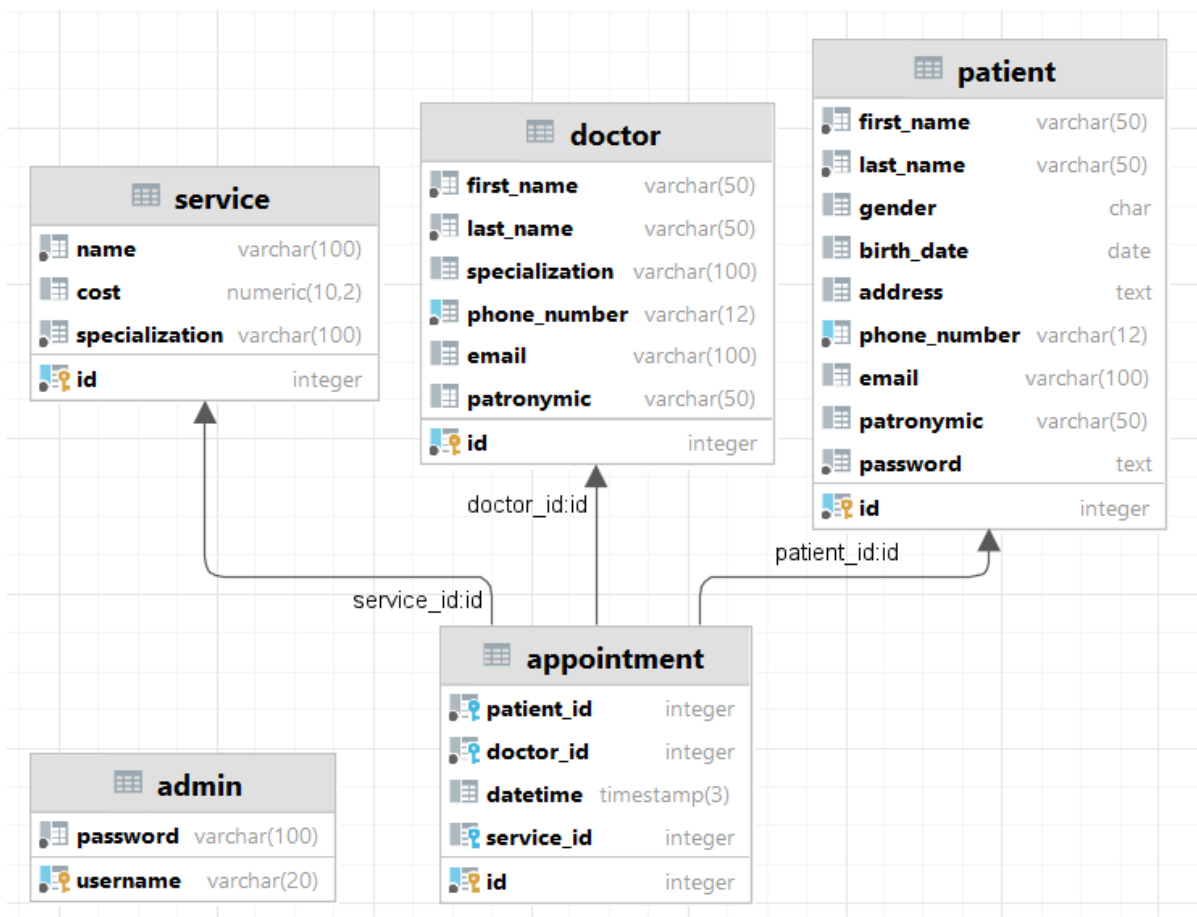 service
name varchar(100)
cost numeric(10,2)
specialization varchar(100)
id integer
doctor
first_name varchar(50)
last_name varchar(50)
specialization varchar(100)
phone_number varchar(12)
email varchar(100)
patronymic varchar(50)
id integer
patient
first_name varchar(50)
last_name varchar(50)
gender char
birth_date date
address text
phone_number varchar(12)
email varchar(100)
patronymic varchar(50)
password text
id integer
doctor_id:id
patient_id:id
service_id:id
appointment
patient_id integer
doctor_id integer
datetime timestamp(3)
service_id integer
id integer
admin
password varchar(100)
username varchar(20)